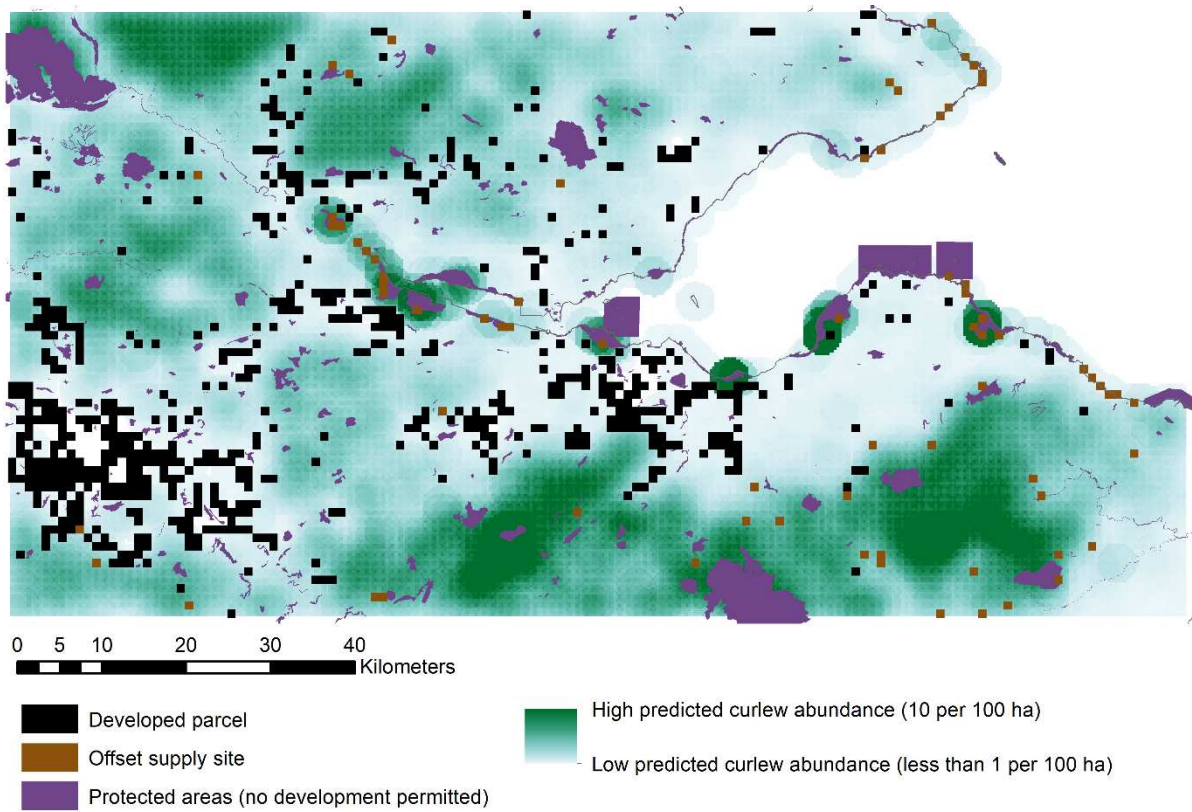 0 5 10 20 30 40
Kilometers
Developed parcel
Offset supply site
Protected areas (no development permitted)
High predicted curlew abundance (10 per 100 ha)
Low predicted curlew abundance (less than 1 per 100 ha)